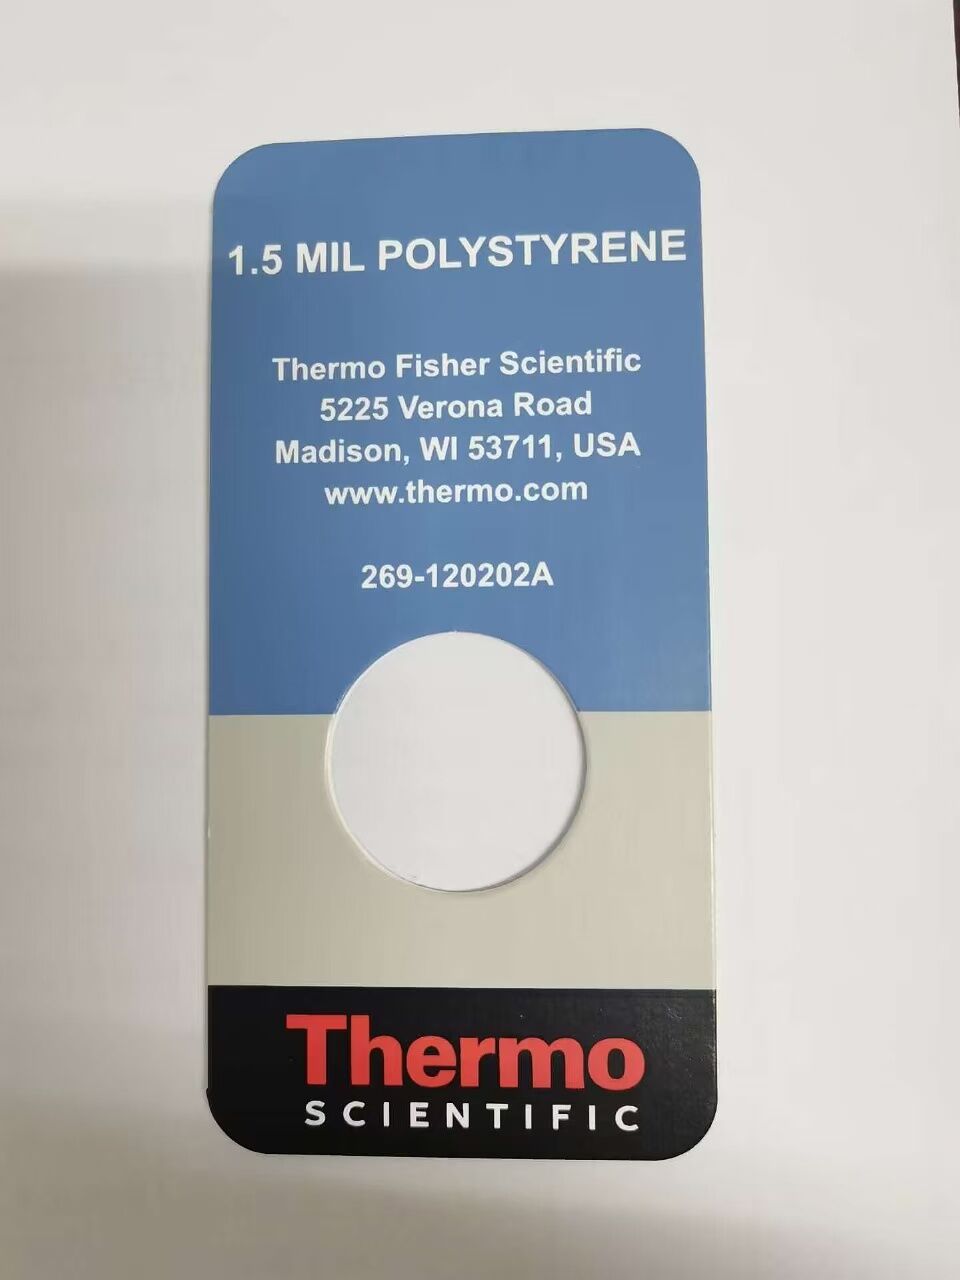 1.5 MIL POLYSTYRENE
Thermo Fisher Scientific
5225 Verona Road
Madison, WI 53711, USA
www.thermo.com
269-120202A
Thermo
SCIENTIFIC